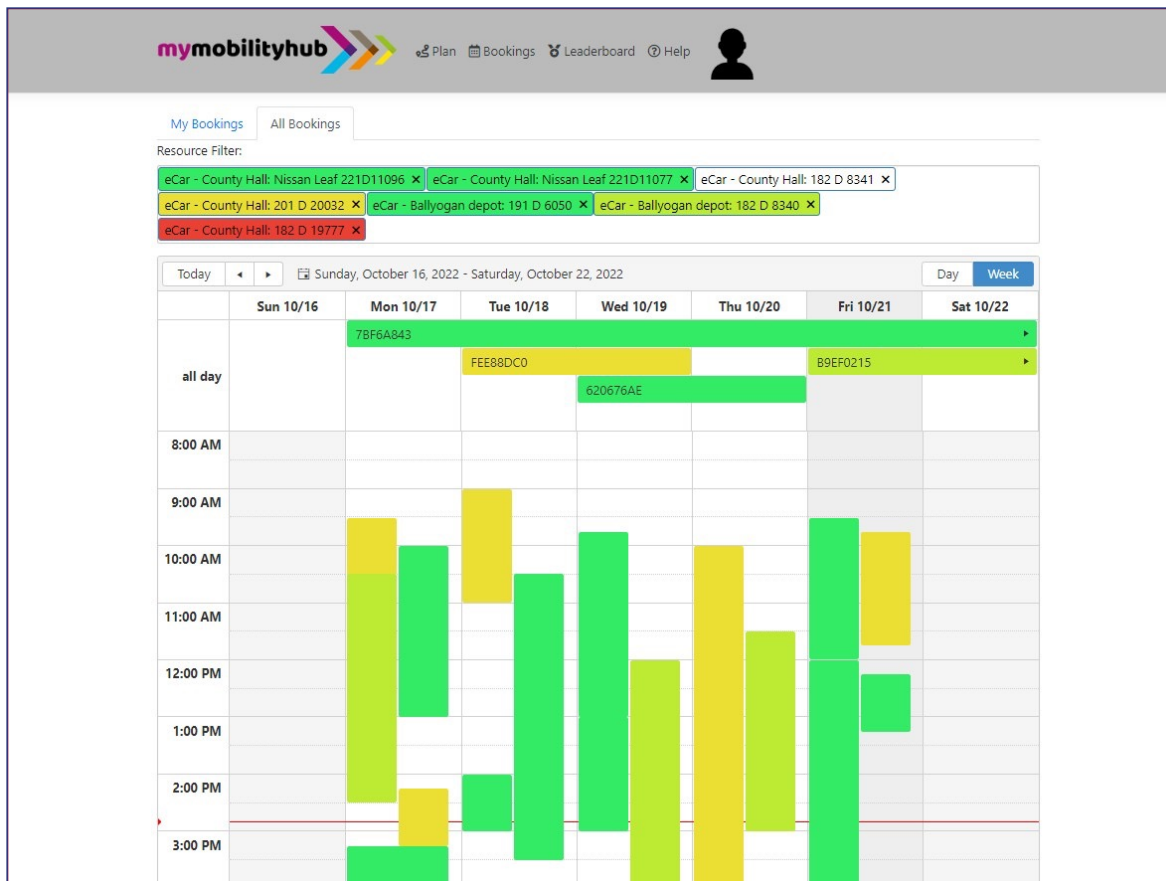 mymobilityhub Plan Bookings Leaderboard Help
My Bookings All Bookings
Resource Filter:
eCar - County Hall: Nissan Leaf 221D11096 × eCar - County Hall: Nissan Leaf 221D11077 × eCar - County Hall: 182 D 8341 ×
eCar - County Hall: 201 D 20032 × eCar - Ballyogan depot: 191 D 6050 × eCar - Ballyogan depot: 182 D 8340 ×
eCar - County Hall: 182 D 19777 ×
Today Sunday, October 16, 2022 - Saturday, October 22, 2022 Day Week
Sun 10/16 Mon 10/17 Tue 10/18 Wed 10/19 Thu 10/20 Fri 10/21 Sat 10/22
7BF6A843
FEE88DC0 B9EF0215
all day
620676AE
8:00 AM
9:00 AM
10:00 AM
11:00 AM
12:00 PM
1:00 PM
2:00 PM
3:00 PM